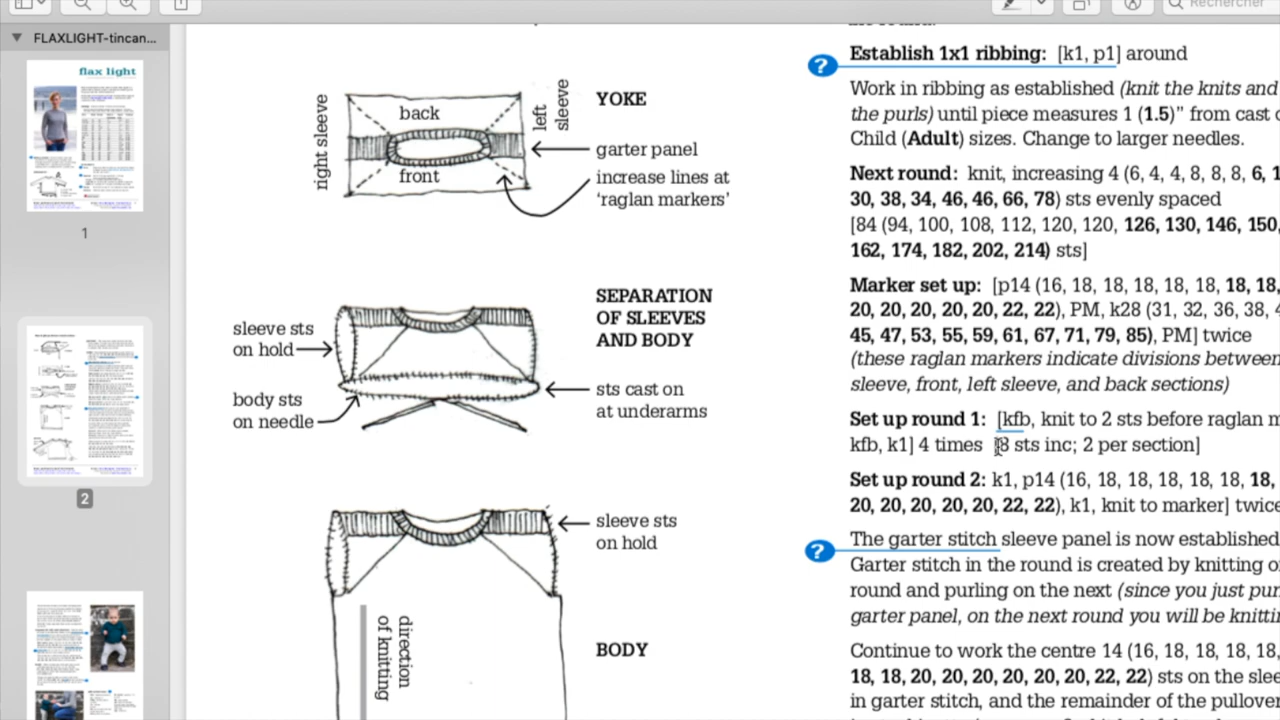 Rechercher
FLAXLIGHT-tincan...
flax light
1
2
right sleeve
back
front
left
sleeve
YOKE
garter panel
increase lines at
‘raglan markers’
sleeve sts
on hold
body sts
on needle
SEPARATION
OF SLEEVES
AND BODY
sts cast on
at underarms
sleeve sts
on hold
direction
of knitting
BODY
Establish 1x1 ribbing: [k1, p1] around
Work in ribbing as established (knit the knits and
the purls) until piece measures 1 (1.5)” from cast
Child (Adult) sizes. Change to larger needles.
Next round: knit, increasing 4 (6, 4, 4, 8, 8, 8, 6,
30, 38, 34, 46, 46, 66, 78) sts evenly spaced
[84 (94, 100, 108, 112, 120, 120, 126, 130, 146, 150,
162, 174, 182, 202, 214) sts]
Marker set up: [p14 (16, 18, 18, 18, 18, 18, 18, 18,
20, 20, 20, 20, 20, 22, 22), PM, k28 (31, 32, 36, 38,
45, 47, 53, 55, 59, 61, 67, 71, 79, 85), PM] twice
(these raglan markers indicate divisions between
sleeve, front, left sleeve, and back sections)
Set up round 1: [kfb, knit to 2 sts before raglan
kfb, k1] 4 times [8 sts inc; 2 per section]
Set up round 2: k1, p14 (16, 18, 18, 18, 18, 18, 18,
20, 20, 20, 20, 20, 22, 22), k1, knit to marker] twice
The garter stitch sleeve panel is now established
Garter stitch in the round is created by knitting
round and purling on the next (since you just
garter panel, on the next round you will be
Continue to work the centre 14 (16, 18, 18, 18, 18,
18, 18, 20, 20, 20, 20, 20, 22, 22) sts on the
in garter stitch, and the remainder of the pullover